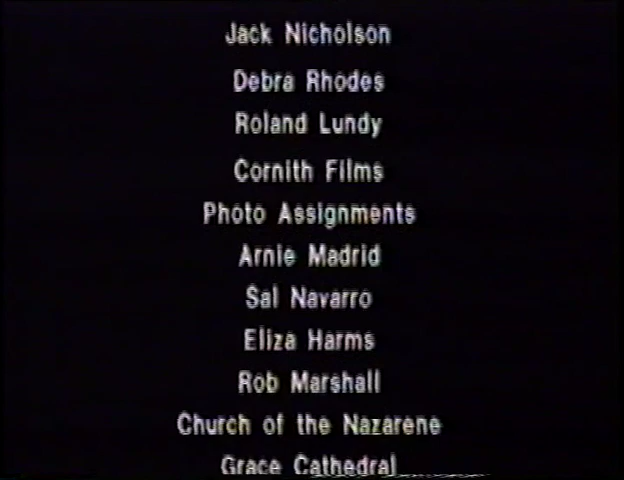 Jack Nicholson
Debra Rhodes
Roland Lundy
Cornith Films
Photo Assignments
Arnie Madrid
Sal Navarro
Eliza Harms
Rob Marshall
Church of the Nazarene
Grace Cathedral